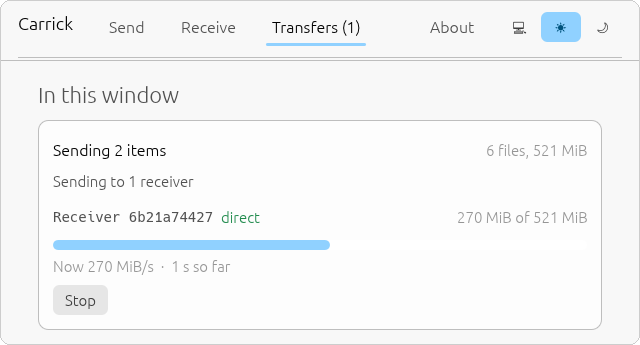 Carrick Send Receive Transfers (1) About
In this window
Sending 2 items 6 files, 521 MiB
Sending to 1 receiver
Receiver 6b21a74427 direct 270 MiB of 521 MiB
Now 270 MiB/s · 1 s so far
Stop